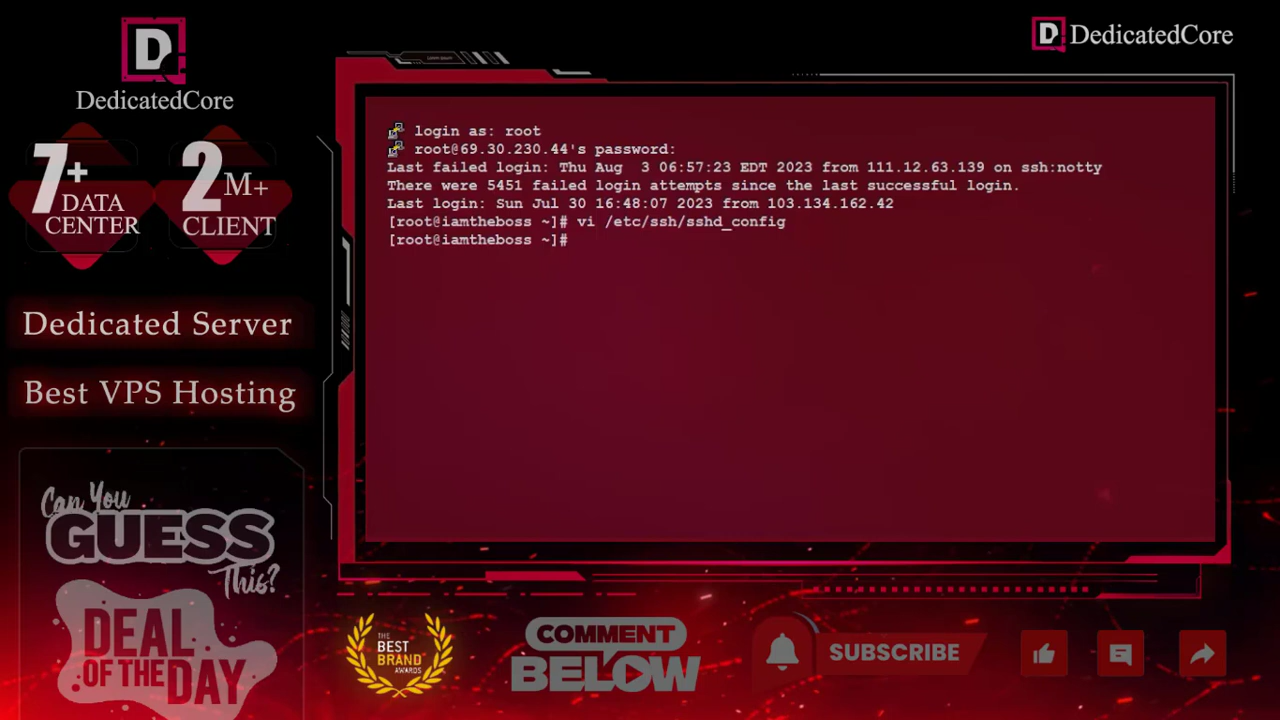 DedicatedCore
DedicatedCore
7+
DATA
CENTER
2
M+
CLIENT
Dedicated Server
Best VPS Hosting
Can You
GUESS
This?
DEAL
OF THE DAY
login as: root
root@69.30.230.44's password:
Last failed login: Thu Aug  3 06:57:23 EDT 2023 from 111.12.63.139 on ssh:notty
There were 5451 failed login attempts since the last successful login.
Last login: Sun Jul 30 16:48:07 2023 from 103.134.162.42
[root@iamtheboss ~]# vi /etc/ssh/sshd_config
[root@iamtheboss ~]#
THE
BEST
BRAND
AWARDS
COMMENT
BELOW
SUBSCRIBE